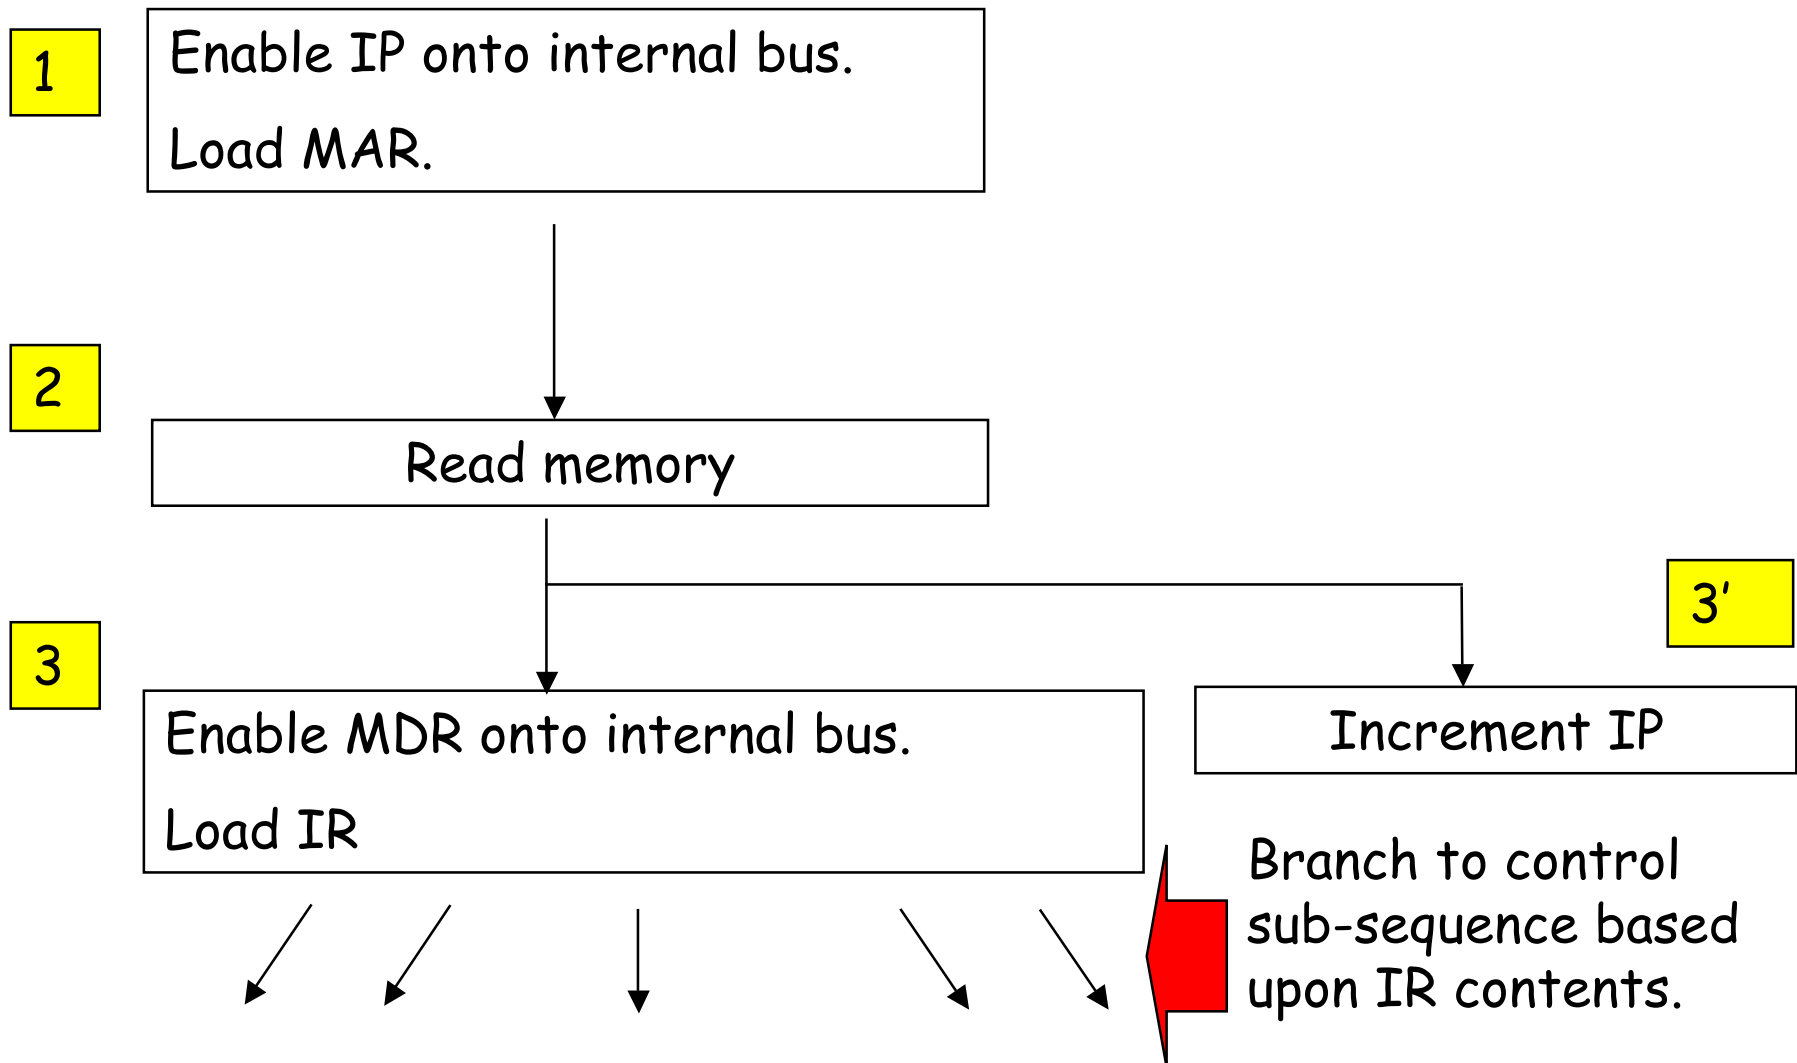 1
Enable IP onto internal bus.
Load MAR.
2
Read memory
3'
3
Enable MDR onto internal bus.
Load IR
Increment IP
Branch to control
sub-sequence based
upon IR contents.